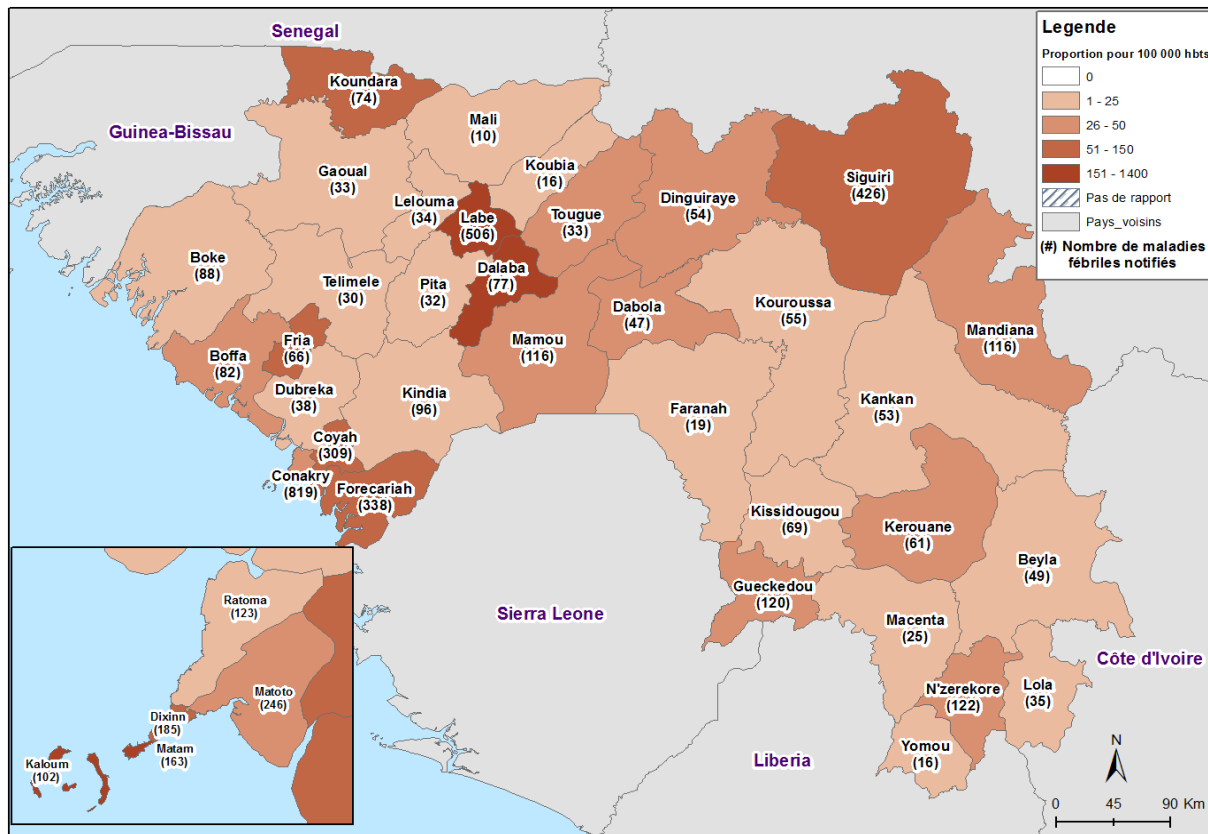 Senegal
Legende
Proportion pour 100 000 hbts
0
1 - 25
26 - 50
51 - 150
151 - 1400
Pas de rapport
Pays_voisins
(#) Nombre de maladies
fébriles notifiés
Koundara
(74)
Guinea-Bissau
Mali
(10)
Koubia
(16)
Gaoual
(33)
Lelouma
(34)
Labe
(506)
Tougue
(33)
Dinguiraye
(54)
Siguiri
(426)
Boke
(88)
Telimele
(30)
Pita
(32)
Dalaba
(77)
Dabola
(47)
Kouroussa
(55)
Mandiana
(116)
Fria
(66)
Boffa
(82)
Mamou
(116)
Dubreka
(38)
Kindia
(96)
Faranah
(19)
Kankan
(53)
Coyah
(309)
Conakry
(819)
Forecariah
(338)
Kissidougou
(69)
Kerouane
(61)
Beyla
(49)
Gueckedou
(120)
Macenta
(25)
Sierra Leone
Côte d'Ivoire
N'zerekore
(122)
Lola
(35)
Yomou
(16)
Liberia
Ratoma
(123)
Matoto
(246)
Dixinn
(185)
Matam
(163)
Kaloum
(102)
N
0 45 90 Km